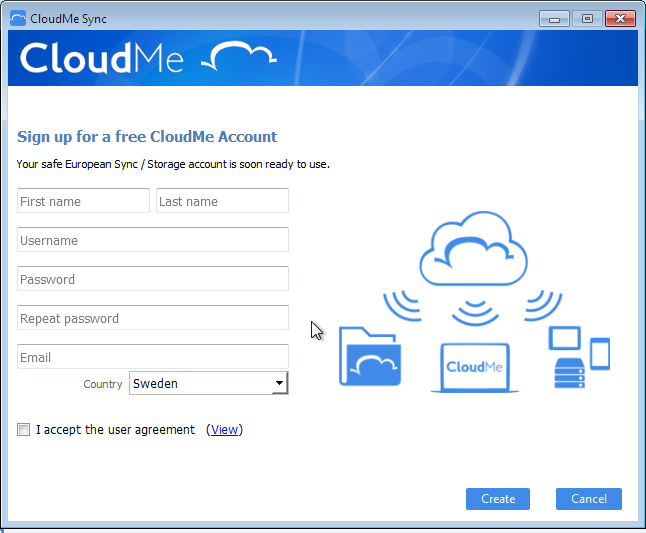 CloudMe Sync
CloudMe
Sign up for a free CloudMe Account
Your safe European Sync / Storage account is soon ready to use.
First name Last name
Username
Password
Repeat password
Email
Country Sweden
CloudMe
I accept the user agreement (View)
Create Cancel